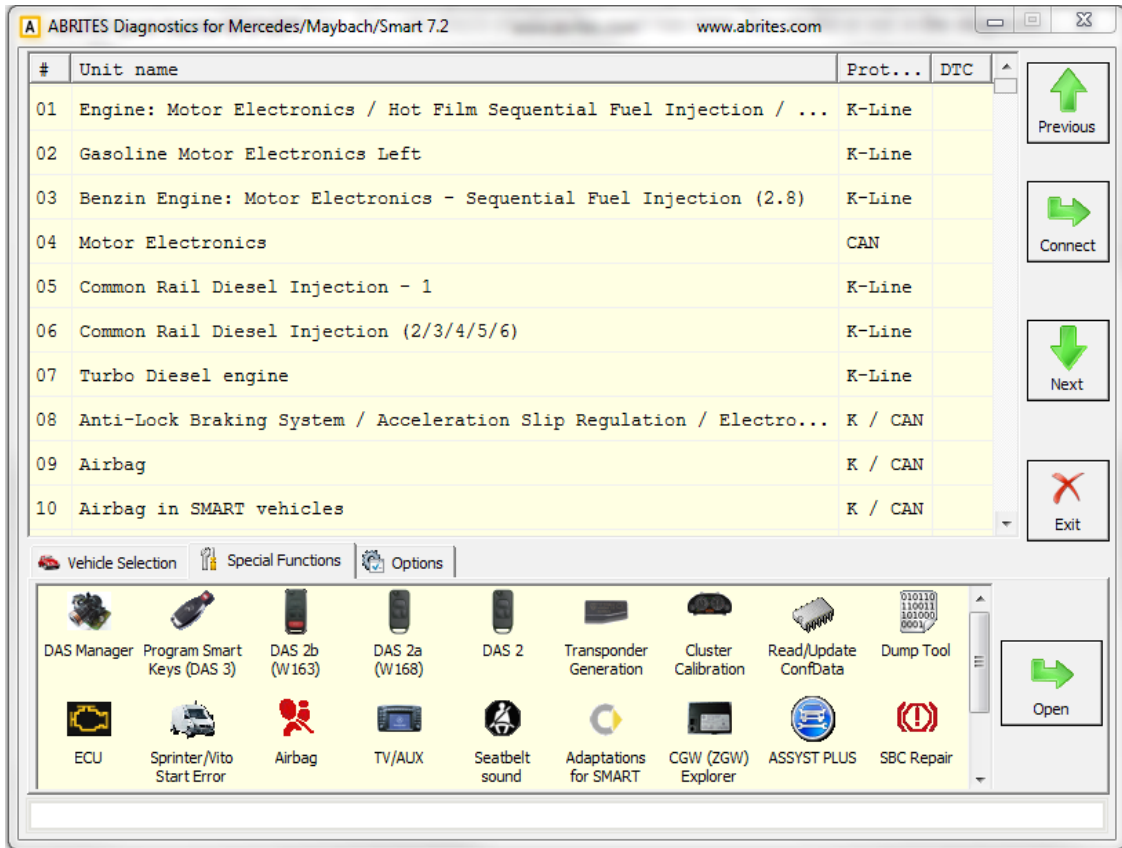 A ABRITES Diagnostics for Mercedes/Maybach/Smart 7.2 www.abrites.com
# Unit name Prot... DTC
01 Engine: Motor Electronics / Hot Film Sequential Fuel Injection / ... K-Line
02 Gasoline Motor Electronics Left K-Line
03 Benzin Engine: Motor Electronics - Sequential Fuel Injection (2.8) K-Line
04 Motor Electronics CAN
05 Common Rail Diesel Injection - 1 K-Line
06 Common Rail Diesel Injection (2/3/4/5/6) K-Line
07 Turbo Diesel engine K-Line
08 Anti-Lock Braking System / Acceleration Slip Regulation / Electro... K / CAN
09 Airbag K / CAN
10 Airbag in SMART vehicles K / CAN
Previous
Connect
Next
Exit
Vehicle Selection Special Functions Options
010110
110011
101000
0001
DAS Manager Program Smart DAS 2b DAS 2a DAS 2 Transponder Cluster Read/Update Dump Tool
Keys (DAS 3) (W163) (W168) Generation Calibration ConfData
ECU Sprinter/Vito Airbag TV/AUX Seatbelt Adaptations CGW (ZGW) ASSYST PLUS SBC Repair
Start Error sound for SMART Explorer
Open